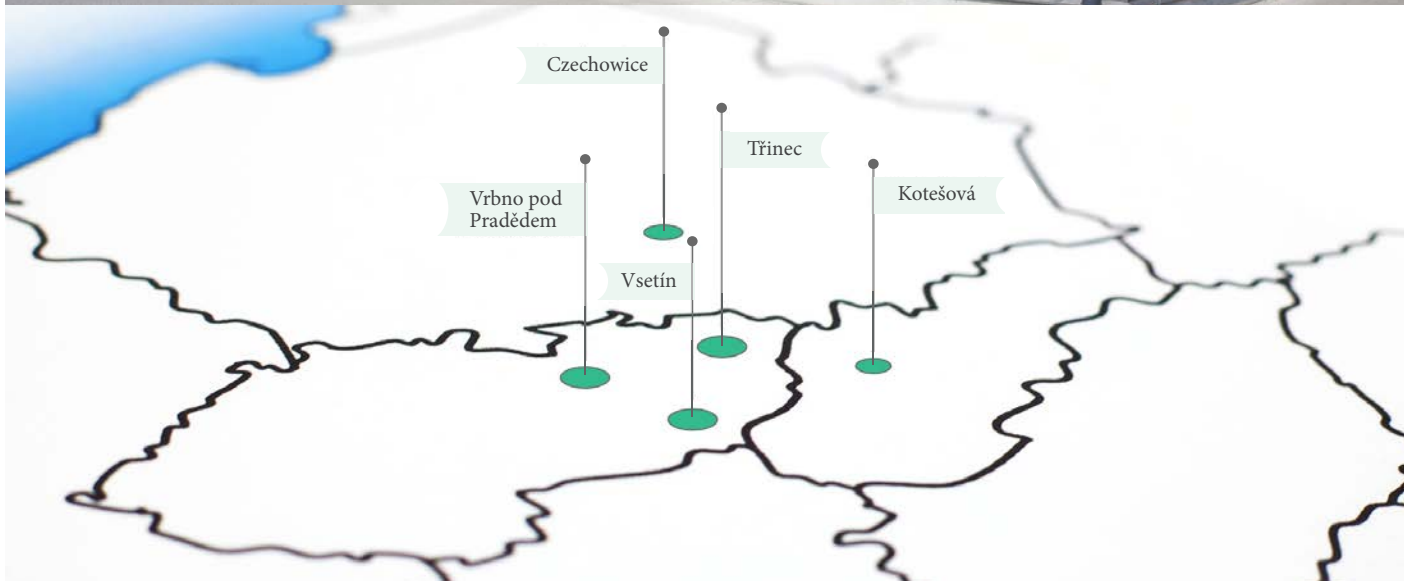 Czechowice
Třinec
Vrbno pod
Pradědem
Kotešová
Vsetín